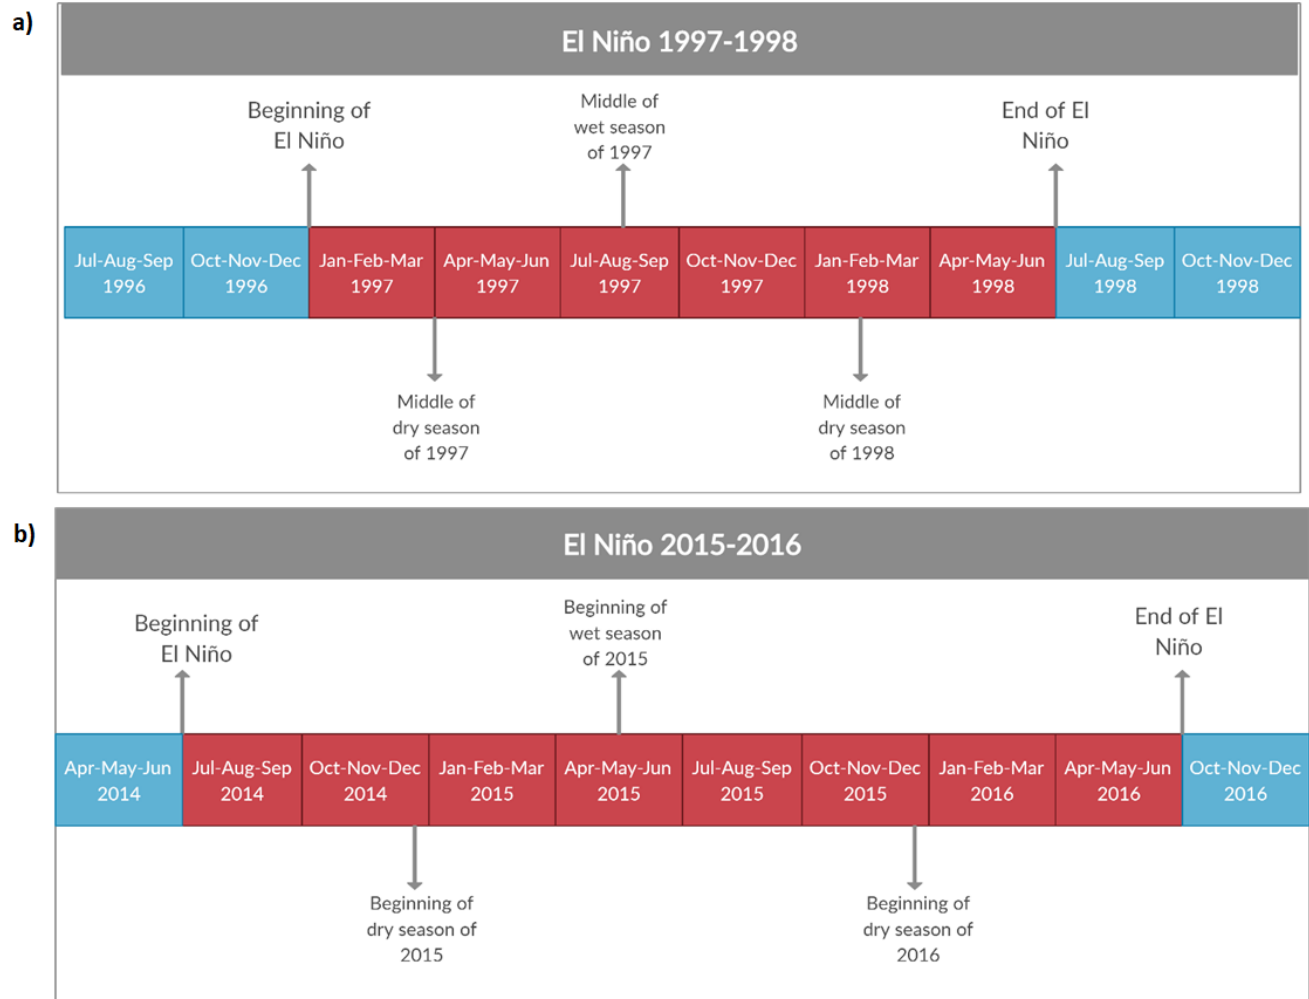 a)
El Niño 1997-1998
Beginning of
El Niño
Middle of
wet season
of 1997
End of El
Niño
Jul-Aug-Sep
1996
Oct-Nov-Dec
1996
Jan-Feb-Mar
1997
Apr-May-Jun
1997
Jul-Aug-Sep
1997
Oct-Nov-Dec
1997
Jan-Feb-Mar
1998
Apr-May-Jun
1998
Jul-Aug-Sep
1998
Oct-Nov-Dec
1998
Middle of
dry season
of 1997
Middle of
dry season
of 1998
b)
El Niño 2015-2016
Beginning of
El Niño
Beginning of
wet season
of 2015
End of El
Niño
Apr-May-Jun
2014
Jul-Aug-Sep
2014
Oct-Nov-Dec
2014
Jan-Feb-Mar
2015
Apr-May-Jun
2015
Jul-Aug-Sep
2015
Oct-Nov-Dec
2015
Jan-Feb-Mar
2016
Apr-May-Jun
2016
Oct-Nov-Dec
2016
Beginning of
dry season of
2015
Beginning of
dry season of
2016